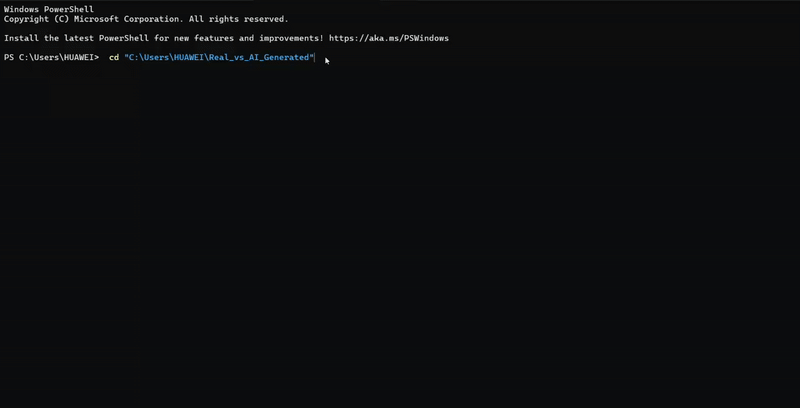 Windows PowerShell
Copyright (C) Microsoft Corporation. All rights reserved.
Install the latest PowerShell for new features and improvements! https://aka.ms/PSWindows
PS C:\Users\HUAWEI>  cd "C:\Users\HUAWEI\Real_vs_AI_Generated"